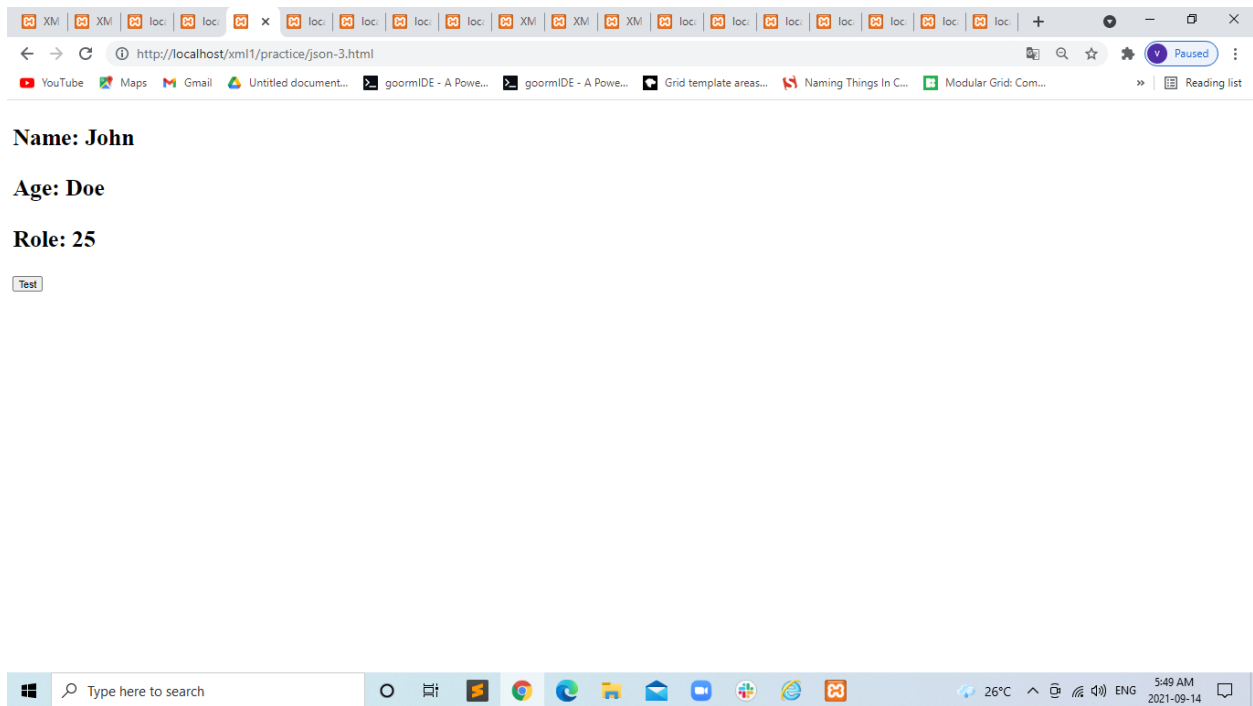 XM XM loc loc loc loc loc loc XM XM XM loc loc loc loc loc loc loc
http://localhost/xml1/practice/json-3.html V Paused
YouTube Maps Gmail Untitled document... goormIDE - A Powe... goormIDE - A Powe... Grid template areas... Naming Things In C... Modular Grid: Com... » Reading list
Name: John
Age: Doe
Role: 25
Test
Type here to search 26°C ENG 5:49 AM
2021-09-14